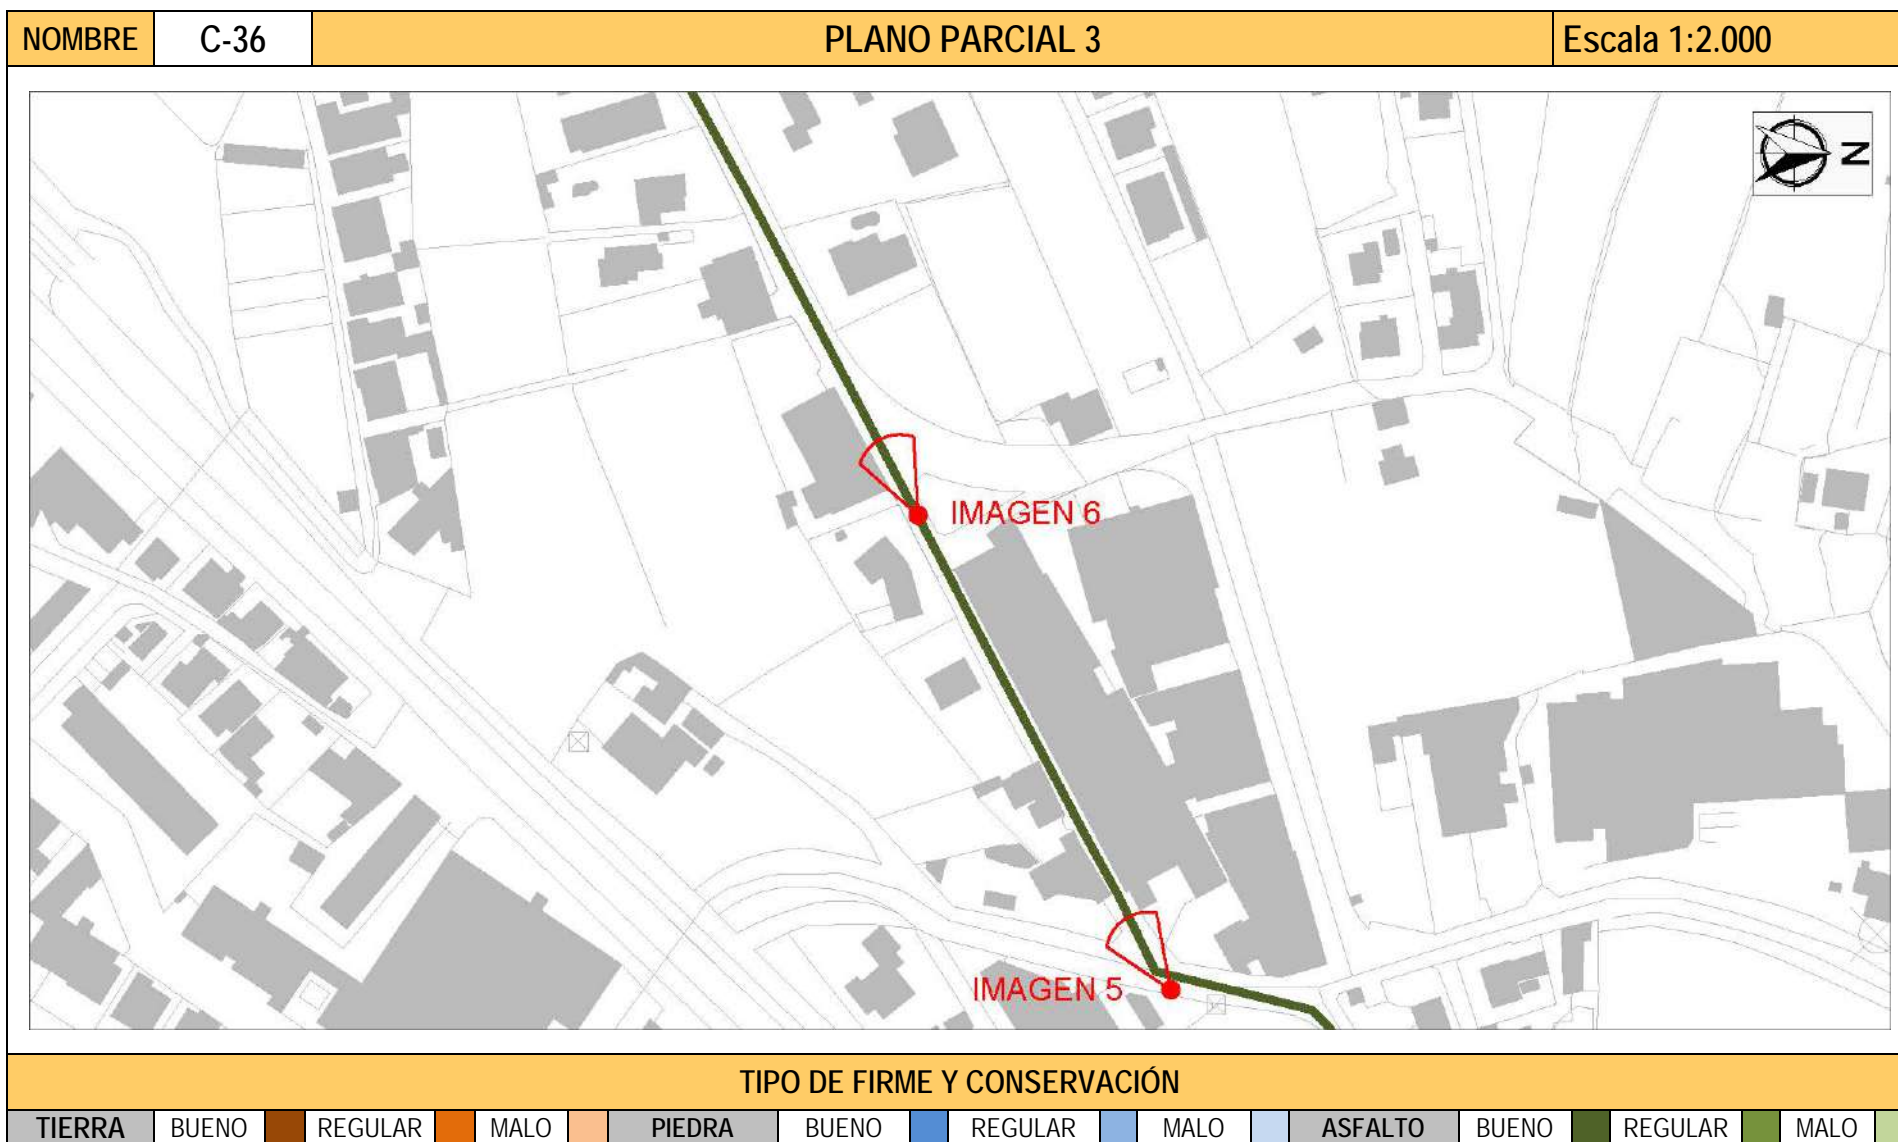 NOMBRE C-36 PLANO PARCIAL 3 Escala 1:2.000
N
IMAGEN 6
IMAGEN 5
TIPO DE FIRME Y CONSERVACIÓN
TIERRA BUENO REGULAR MALO PIEDRA BUENO REGULAR MALO ASFALTO BUENO REGULAR MALO